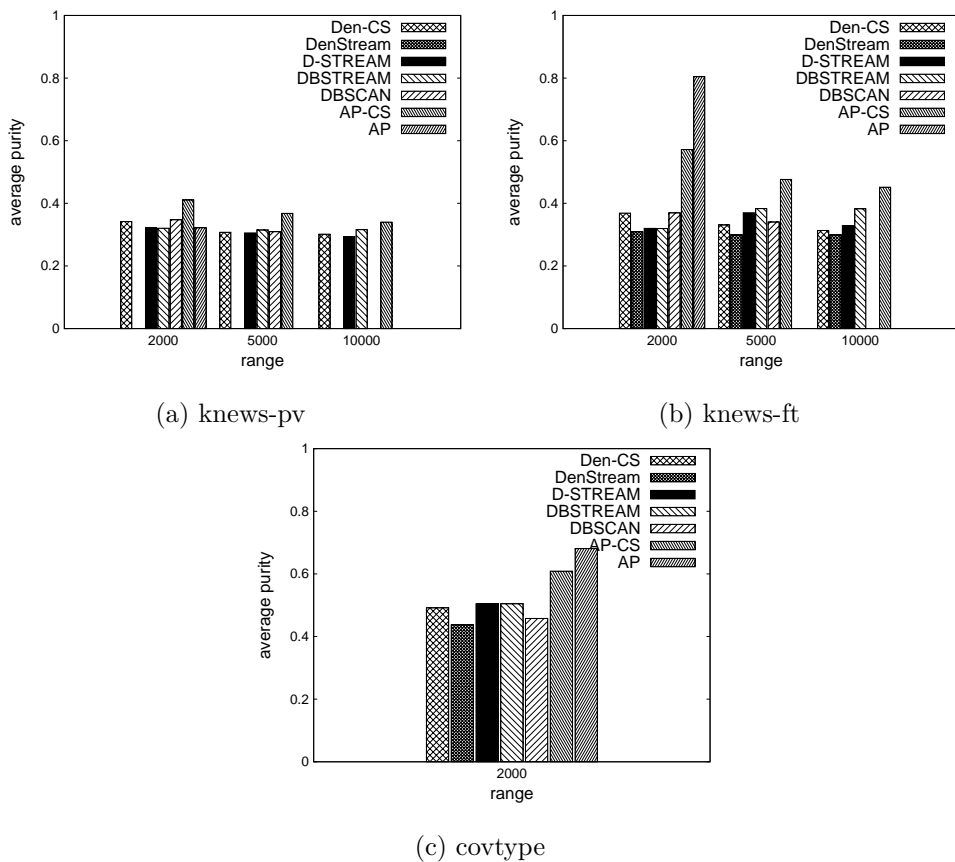 1
0.8
0.6
0.4
0.2
0
average purity
Den-CS
DenStream
D-STREAM
DBSTREAM
DBSCAN
AP-CS
AP
2000 5000 10000
range
(a) knews-pv
1
0.8
0.6
0.4
0.2
0
average purity
Den-CS
DenStream
D-STREAM
DBSTREAM
DBSCAN
AP-CS
AP
2000 5000 10000
range
(b) knews-ft
1
0.8
0.6
0.4
0.2
0
average purity
Den-CS
DenStream
D-STREAM
DBSTREAM
DBSCAN
AP-CS
AP
2000
range
(c) covtype